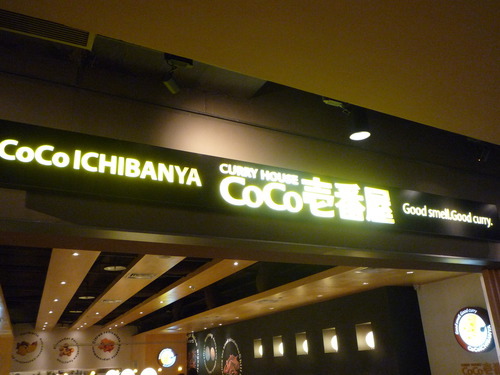 CoCo ICHIBANYA
CURRY HOUSE
CoCo壱番屋
Good smell.Good curry.